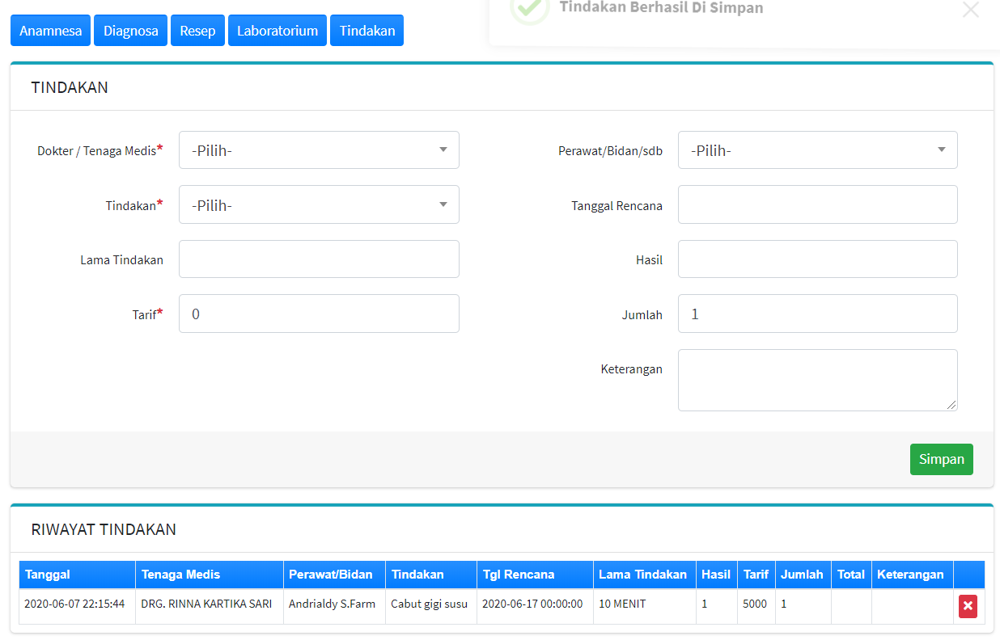 Tindakan Berhasil Di Simpan
Anamnesa Diagnosa Resep Laboratorium Tindakan
TINDAKAN
Dokter / Tenaga Medis* -Pilih- Perawat/Bidan/sdb -Pilih-
Tindakan* -Pilih- Tanggal Rencana
Lama Tindakan Hasil
Tarif* 0 Jumlah 1
Keterangan
Simpan
RIWAYAT TINDAKAN
Tanggal Tenaga Medis Perawat/Bidan Tindakan Tgl Rencana Lama Tindakan Hasil Tarif Jumlah Total Keterangan
2020-06-07 22:15:44 DRG. RINNA KARTIKA SARI Andrialdy S.Farm Cabut gigi susu 2020-06-17 00:00:00 10 MENIT 1 5000 1